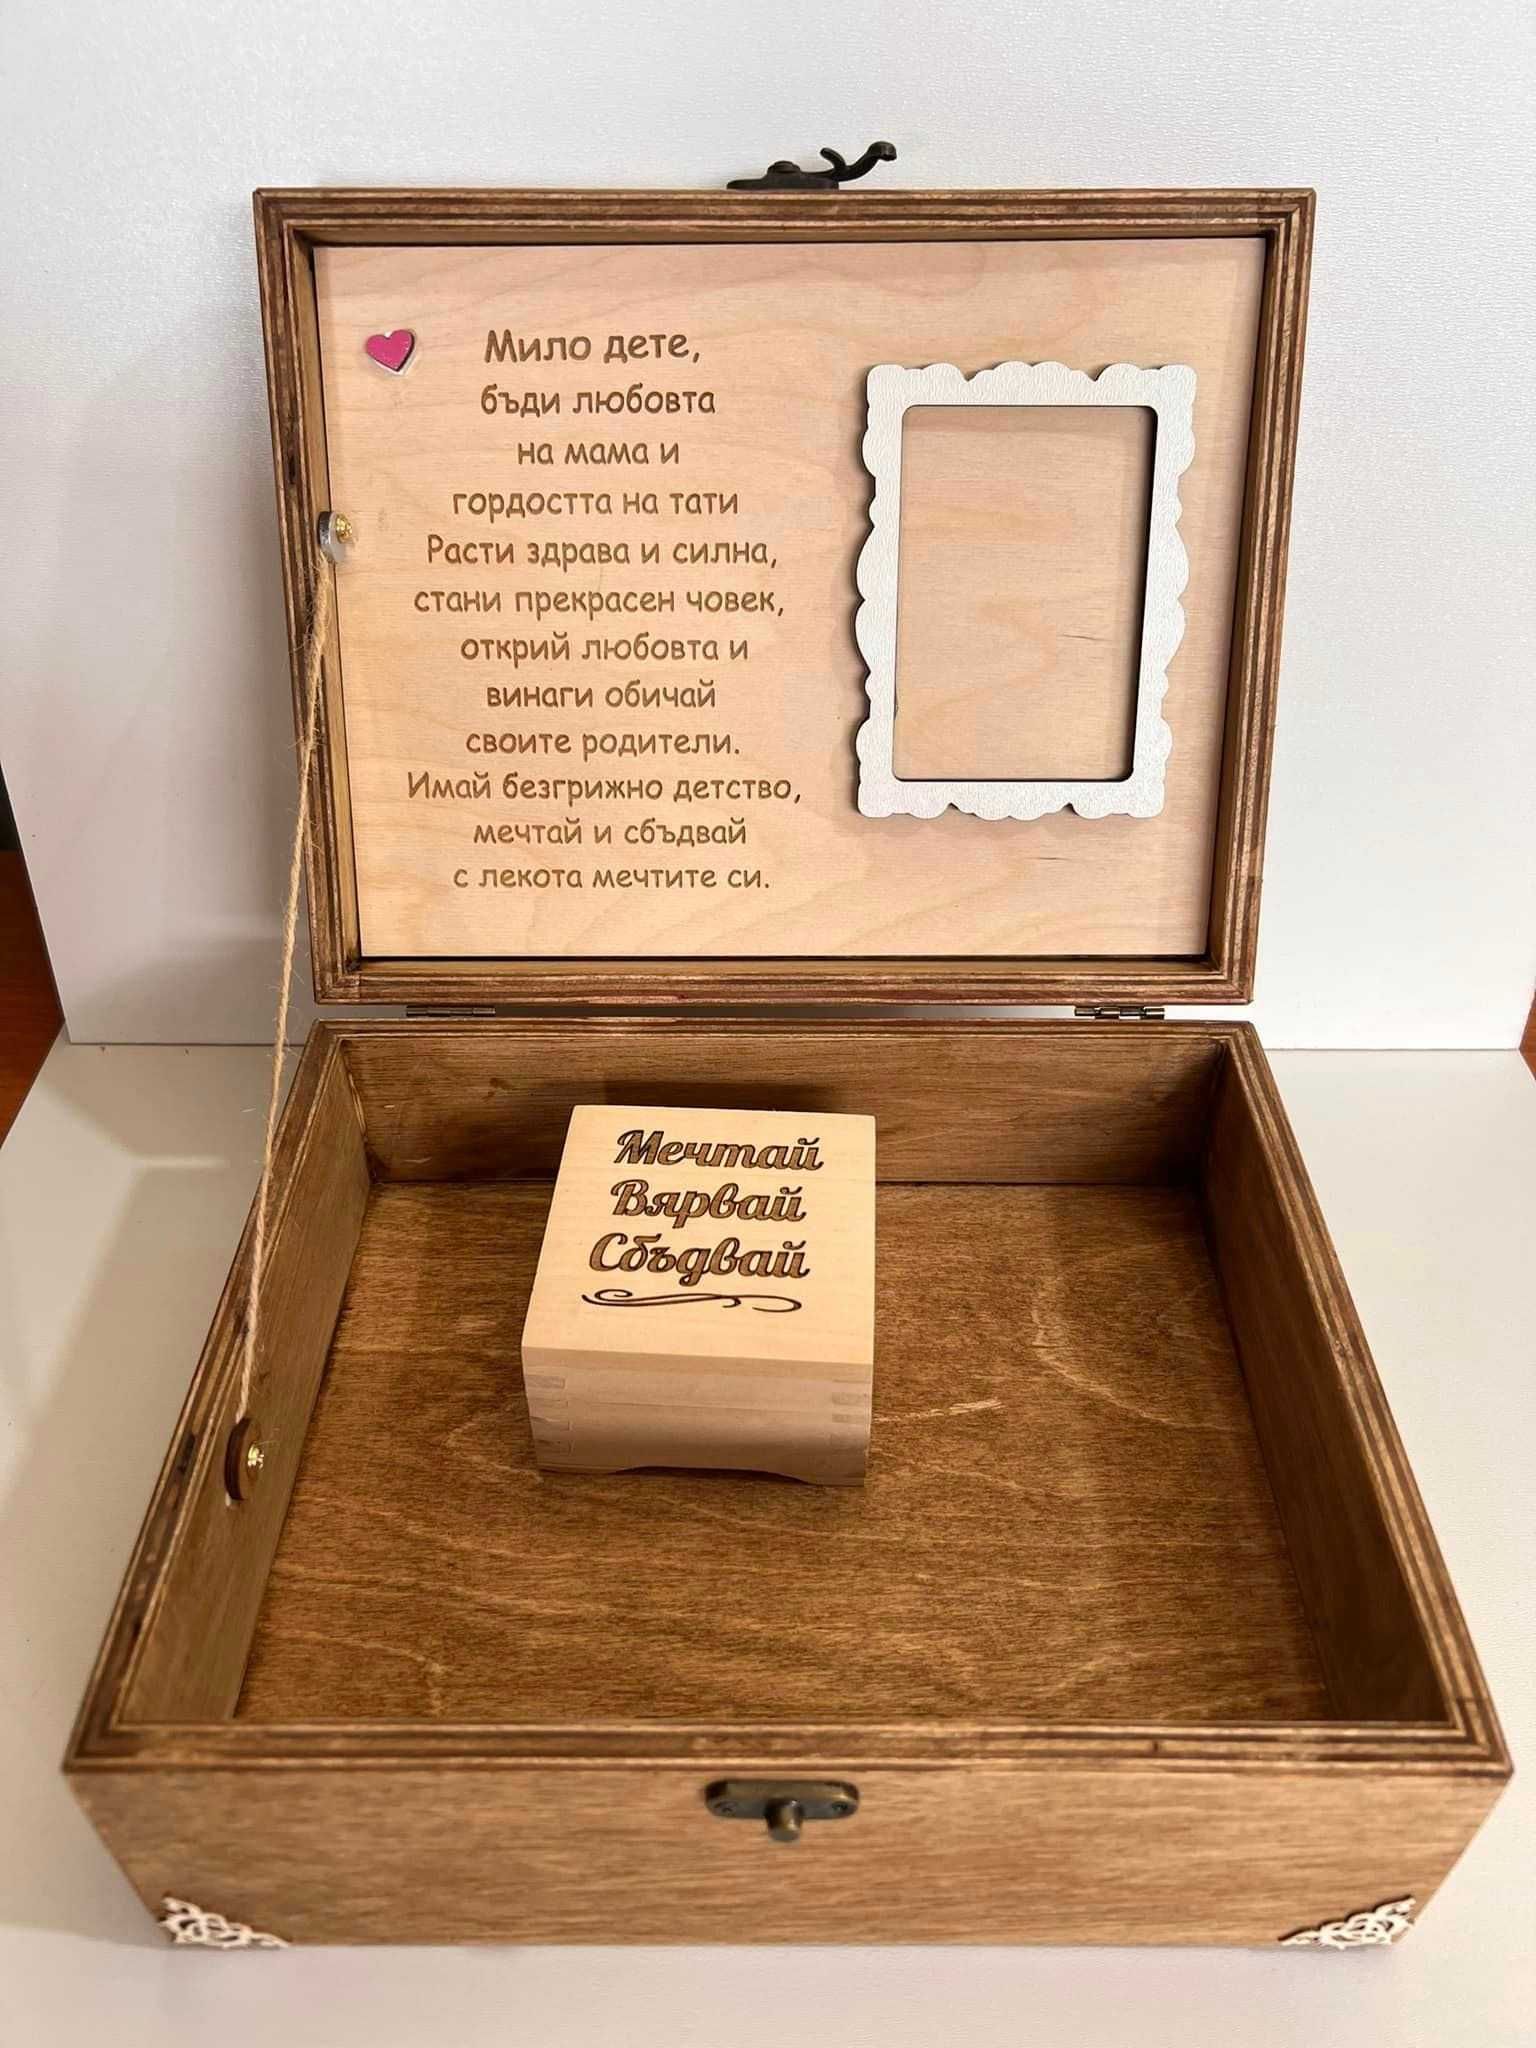 Мило дете,
бъди любовта
на мама и
гордостта на тати
Расти здрава и силна,
стани прекрасен човек,
открий любовта и
винаги обичай
своите родители.
Имай безгрижно детство,
мечтай и сбъдвай
с лекота мечтите си.
Мечтай
Вярвай
Сбъдвай